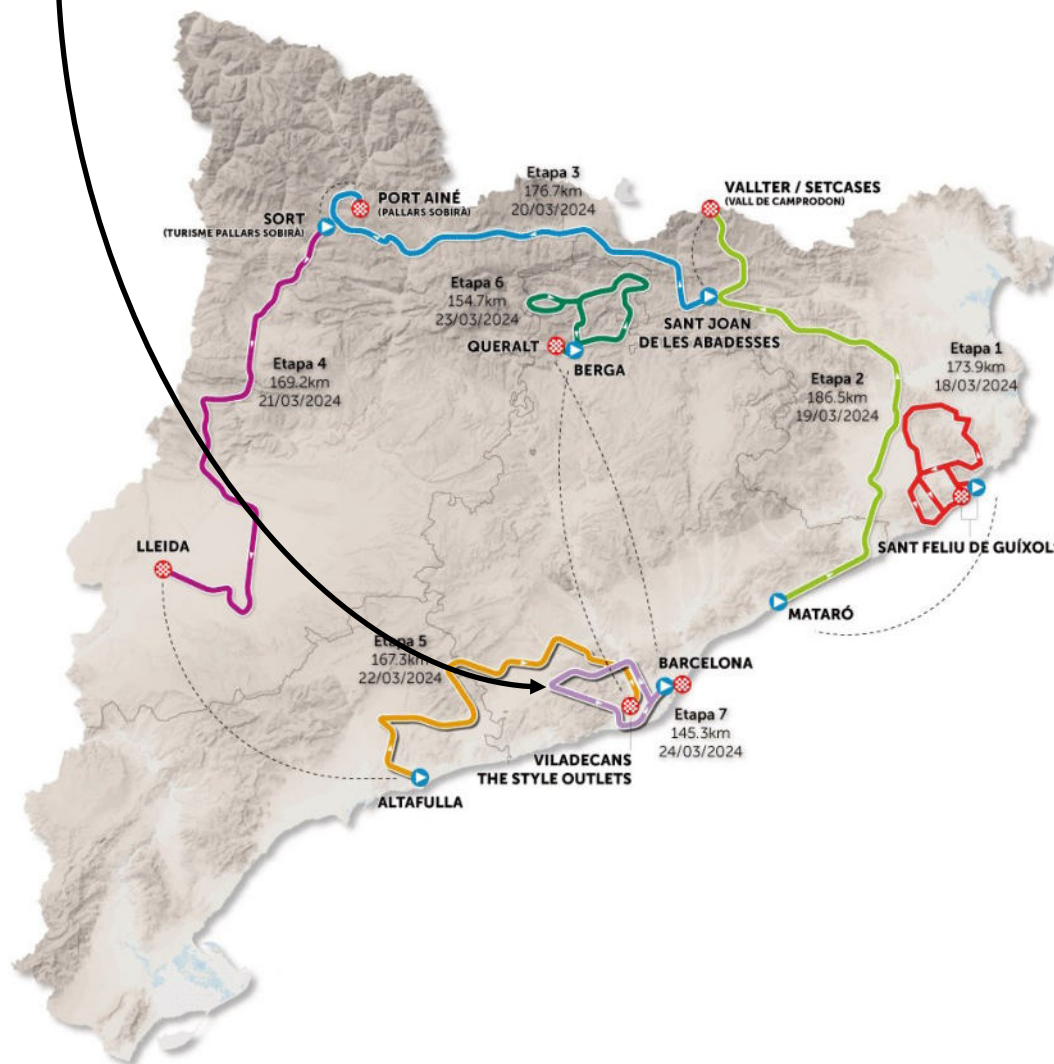 Etapa 3
176.7km
20/03/2024
PORT AINÉ
(PALLARS SOBIRÀ)
VALLTER / SETCASES
(VALL DE CAMPRODON)
SORT
(TURISME PALLARS SOBIRÀ)
Etapa 6
154.7km
23/03/2024
SANT JOAN
DE LES ABADESSES
QUERALT
BERGA
Etapa 1
173.9km
18/03/2024
Etapa 4
169.2km
21/03/2024
Etapa 2
186.5km
19/03/2024
LLEIDA
SANT FELIU DE GUÍXOLS
MATARÓ
Etapa 5
167.3km
22/03/2024
BARCELONA
Etapa 7
145.3km
24/03/2024
VILADECANS
THE STYLE OUTLETS
ALTAFULLA